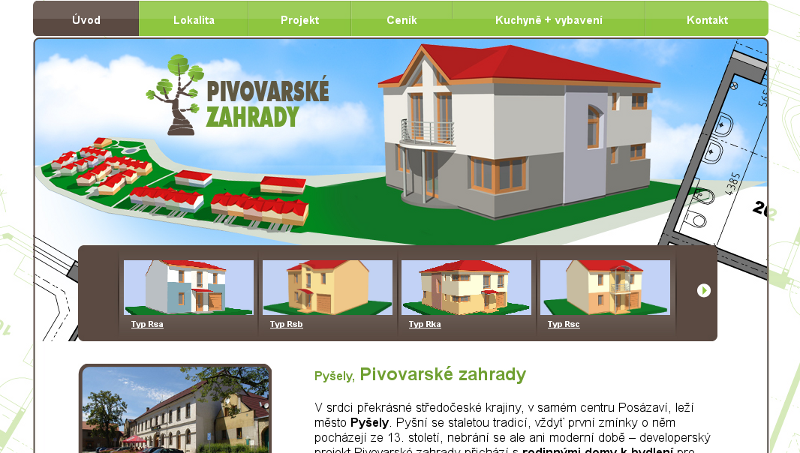 Úvod
Lokalita
Projekt
Ceník
Kuchyně + vybavení
Kontakt
PIVOVARSKÉ
ZAHRADY
565
4385
Typ Rsa
Typ Rsb
Typ Rka
Typ Rsc
Pyšely, Pivovarské zahrady
V srdci překrásné středočeské krajiny, v samém centru Posázaví, leží
město Pyšely. Pyšní se staletou tradicí, vždyť první zmínky o něm
pocházejí ze 13. století, nebrání se ale ani moderní době – developerský
projekt Pivovarské zahrady přichází s rodinnými domy k bydlení pro